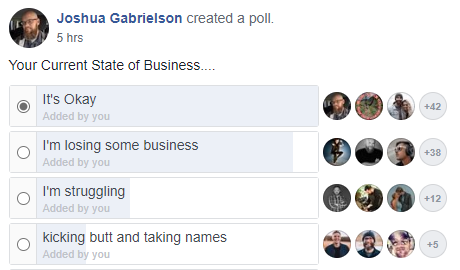 Joshua Gabrielson created a poll.
5 hrs
Your Current State of Business....
It's Okay
Added by you
+42
I'm losing some business
Added by you
+38
I'm struggling
Added by you
+12
kicking butt and taking names
Added by you
+5